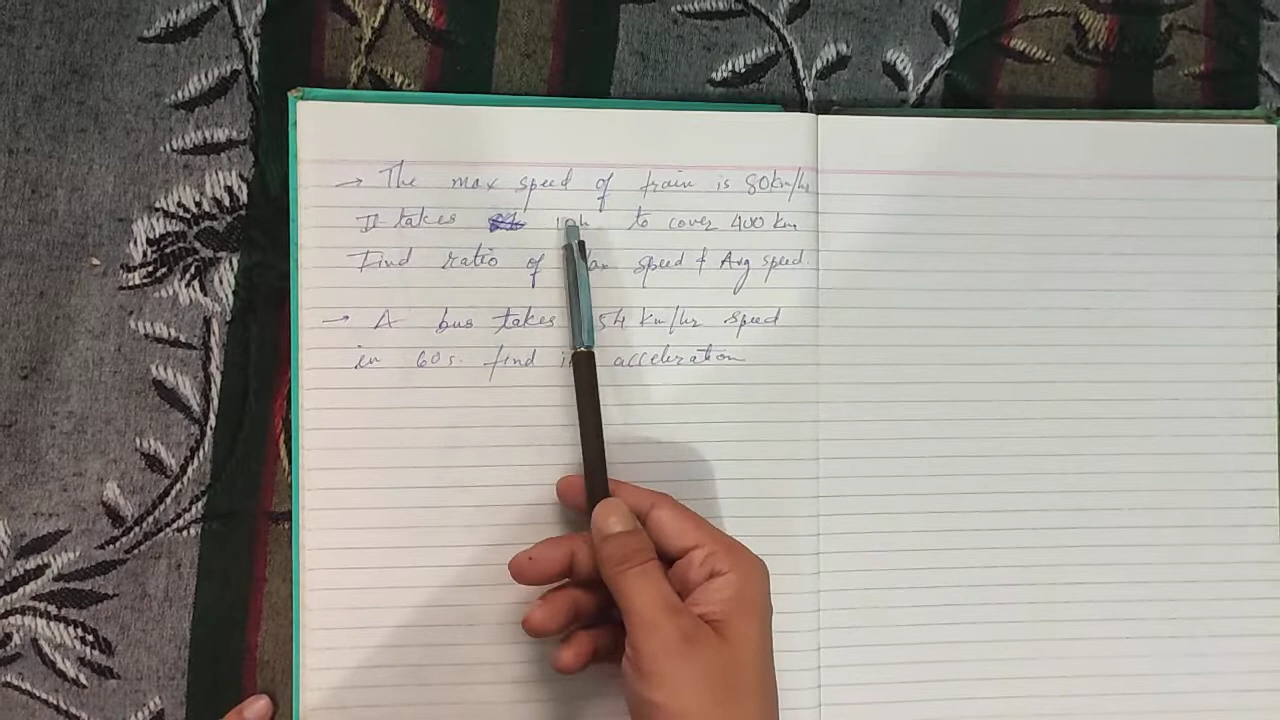 → The max speed of train is 80km/hr
It takes 10h to cover 400 km
Find ratio of speed & Avg speed.
→ A bus takes 54 km/hr speed
in 60s. find acceleration